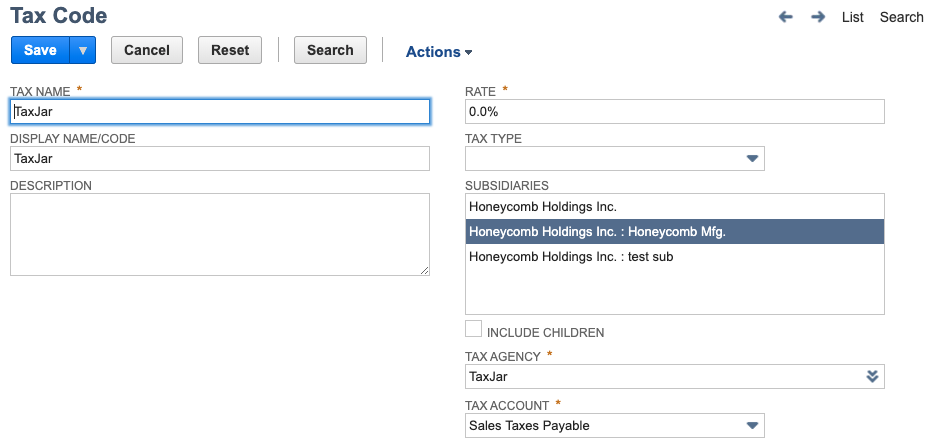 Tax Code
List Search
Save Cancel Reset Search Actions
TAX NAME *
TaxJar
DISPLAY NAME/CODE
TaxJar
DESCRIPTION
RATE *
0.0%
TAX TYPE
SUBSIDIARIES
Honeycomb Holdings Inc.
Honeycomb Holdings Inc. : Honeycomb Mfg.
Honeycomb Holdings Inc. : test sub
INCLUDE CHILDREN
TAX AGENCY *
TaxJar
TAX ACCOUNT *
Sales Taxes Payable